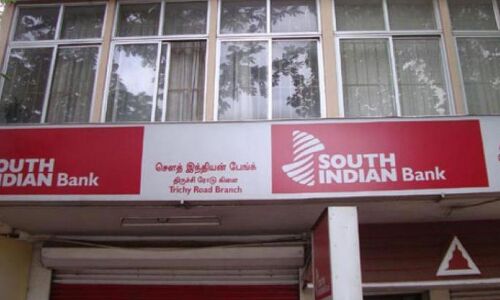 SOUTH
INDIAN Bank
சௌத் இந்தியன் பேங்க்
திருச்சி ரோடு கிளை
Trichy Road Branch
SOUTH
INDIAN Bank